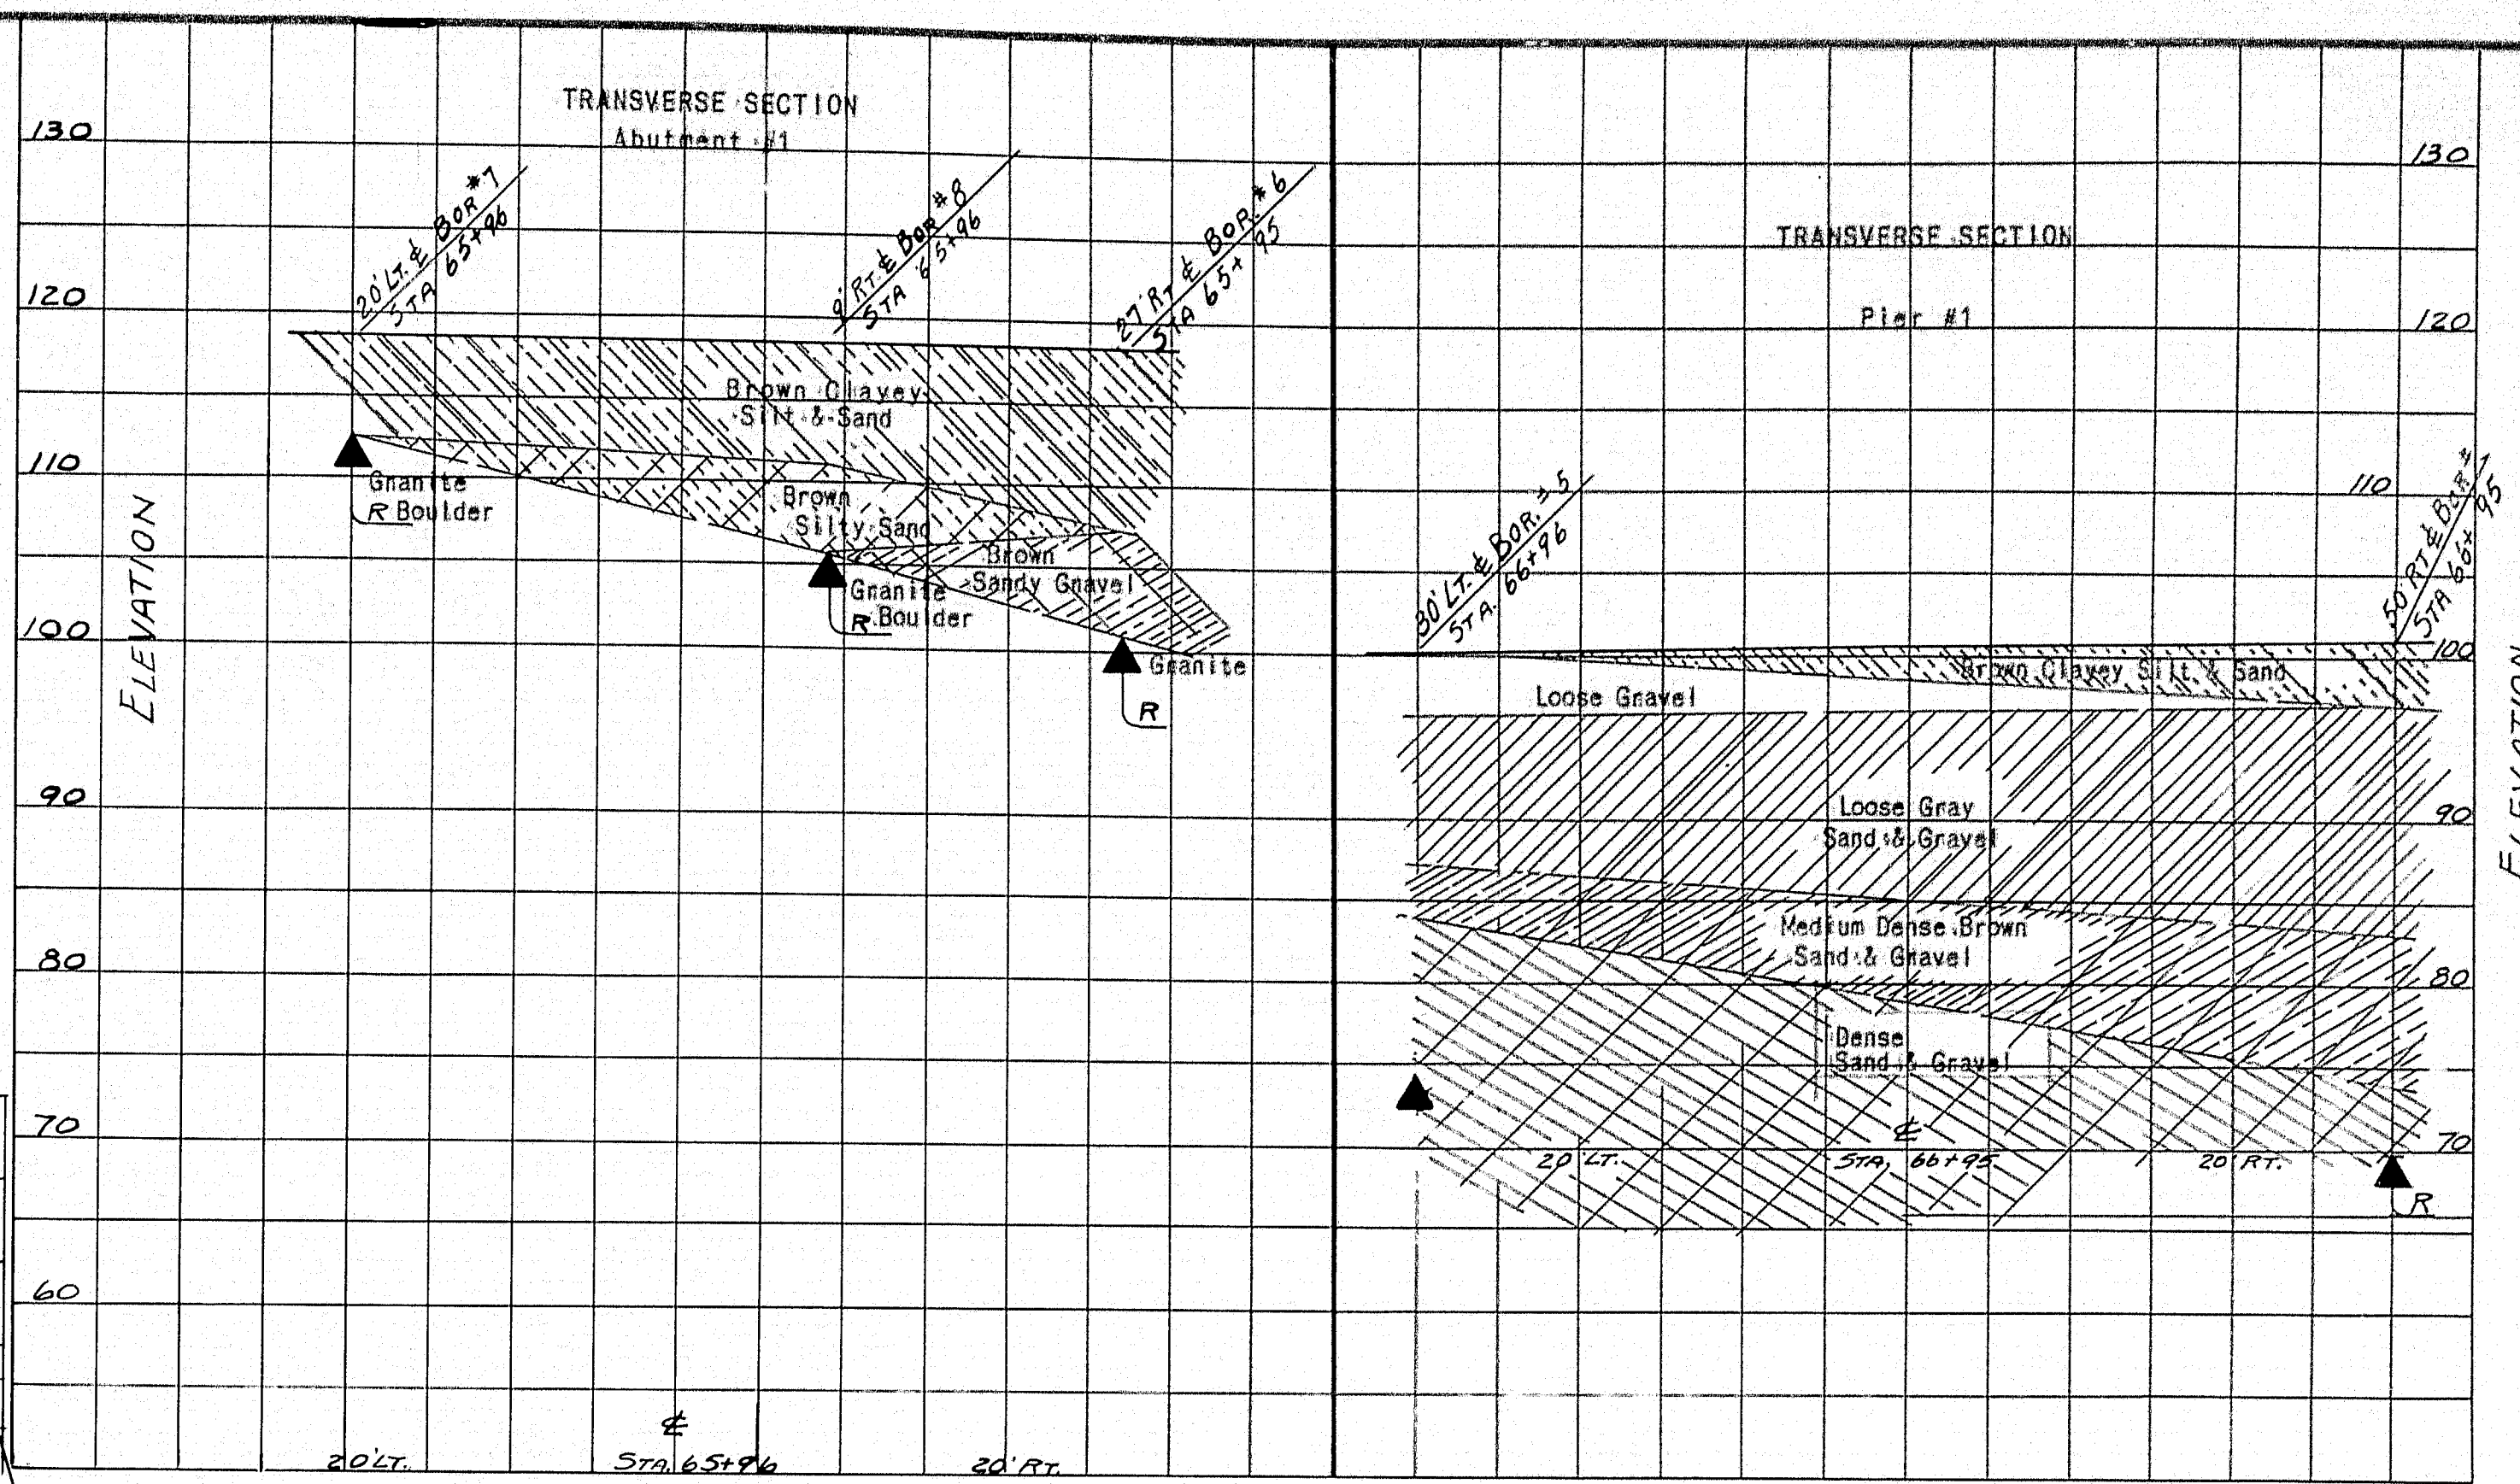 TRANSVERSE SECTION
Abutment #1
130
120
110
100
90
80
70
60
ELEVATION
20' LT. ℄ BOR #7
STA 65+96
9' RT. ℄ BOR #8
STA 65+96
27' RT ℄ BOR. #6
STA 65+95
Brown Clayey
Silt & Sand
Granite
R Boulder
Brown
Silty Sand
Brown
Sandy Gravel
Granite
R Boulder
Granite
R
℄
20' LT.
STA. 65+96
20' RT.
TRANSVERSE SECTION
Pier #1
130
120
110
100
90
80
70
ELEVATION
30' LT. ℄ BOR. #5
STA. 66+96
50' RT ℄ BOR #1
STA 66+95
Brown Clayey Silt & Sand
Loose Gravel
Loose Gray
Sand & Gravel
Medium Dense Brown
Sand & Gravel
Dense
Sand & Gravel
℄
20' LT.
STA. 66+95
20' RT.
R